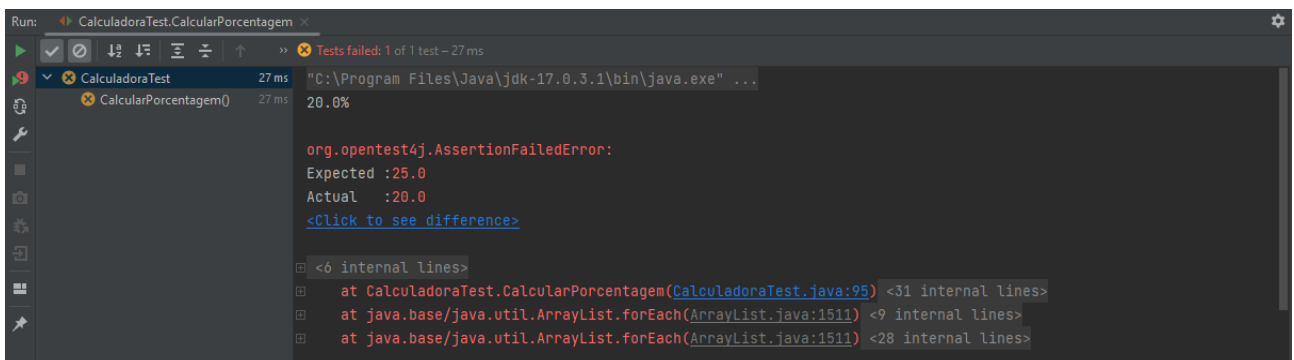 Run: CalculadoraTest.CalcularPorcentagem ×
» Tests failed: 1 of 1 test – 27 ms
CalculadoraTest 27 ms "C:\Program Files\Java\jdk-17.0.3.1\bin\java.exe" ...
CalcularPorcentagem() 27 ms 20.0%
org.opentest4j.AssertionFailedError:
Expected :25.0
Actual :20.0
<Click to see difference>
<6 internal lines>
at CalculadoraTest.CalcularPorcentagem(CalculadoraTest.java:95) <31 internal lines>
at java.base/java.util.ArrayList.forEach(ArrayList.java:1511) <9 internal lines>
at java.base/java.util.ArrayList.forEach(ArrayList.java:1511) <28 internal lines>